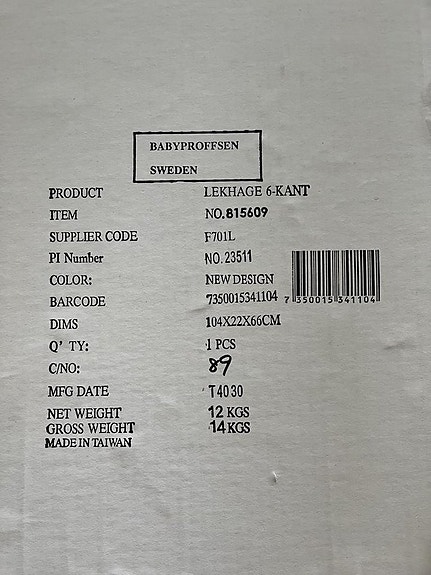 BABYPROFFSEN
SWEDEN
PRODUCT LEKHAGE 6-KANT
ITEM NO.815609
SUPPLIER CODE F701L
PI Number NO.23511
COLOR: NEW DESIGN
BARCODE 7350015341104 7 350015 341104
DIMS 104X22X66CM
Q' TY: 1 PCS
C/NO: 89
MFG DATE T4030
NET WEIGHT 12 KGS
GROSS WEIGHT 14KGS
MADE IN TAIWAN